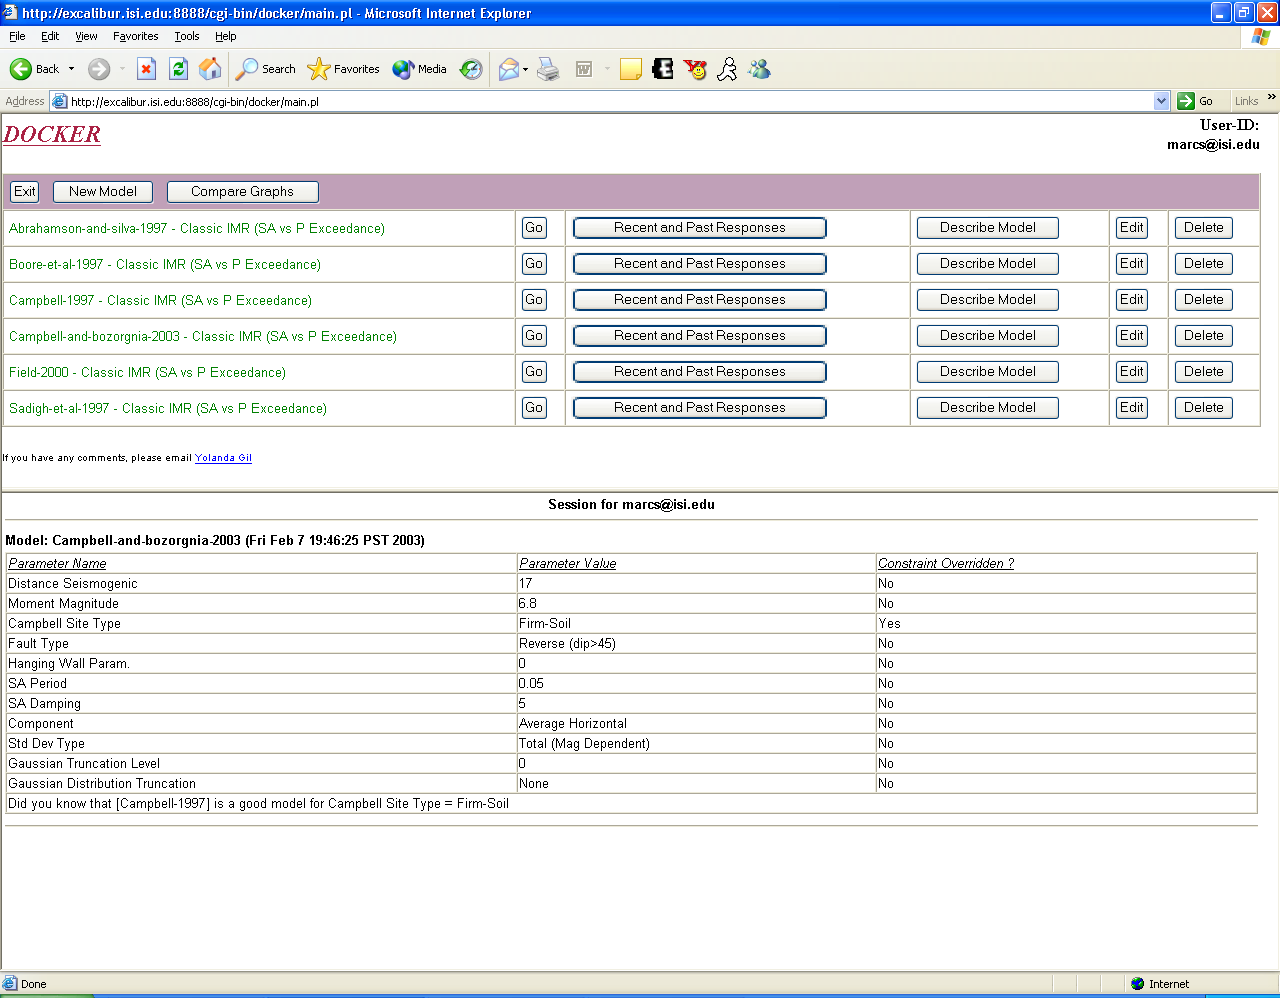 http://excalibur.isi.edu:8888/cgi-bin/docker/main.pl - Microsoft Internet Explorer
File Edit View Favorites Tools Help
Back Search Favorites Media
Address http://excalibur.isi.edu:8888/cgi-bin/docker/main.pl Go Links »
DOCKER User-ID:
marcs@isi.edu
Exit New Model Compare Graphs
Abrahamson-and-silva-1997 - Classic IMR (SA vs P Exceedance) Go Recent and Past Responses Describe Model Edit Delete
Boore-et-al-1997 - Classic IMR (SA vs P Exceedance) Go Recent and Past Responses Describe Model Edit Delete
Campbell-1997 - Classic IMR (SA vs P Exceedance) Go Recent and Past Responses Describe Model Edit Delete
Campbell-and-bozorgnia-2003 - Classic IMR (SA vs P Exceedance) Go Recent and Past Responses Describe Model Edit Delete
Field-2000 - Classic IMR (SA vs P Exceedance) Go Recent and Past Responses Describe Model Edit Delete
Sadigh-et-al-1997 - Classic IMR (SA vs P Exceedance) Go Recent and Past Responses Describe Model Edit Delete
If you have any comments, please email Yolanda Gil
Session for marcs@isi.edu
Model: Campbell-and-bozorgnia-2003 (Fri Feb 7 19:46:25 PST 2003)
Parameter Name Parameter Value Constraint Overridden ?
Distance Seismogenic 17 No
Moment Magnitude 6.8 No
Campbell Site Type Firm-Soil Yes
Fault Type Reverse (dip>45) No
Hanging Wall Param. 0 No
SA Period 0.05 No
SA Damping 5 No
Component Average Horizontal No
Std Dev Type Total (Mag Dependent) No
Gaussian Truncation Level 0 No
Gaussian Distribution Truncation None No
Did you know that [Campbell-1997] is a good model for Campbell Site Type = Firm-Soil
Done Internet